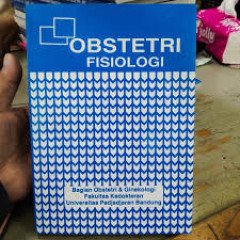 OBSTETRI
FISIOLOGI
Bagian Obstetri & Ginekologi
Fakultas Kedokteran
Universitas Padjadjaran Bandung